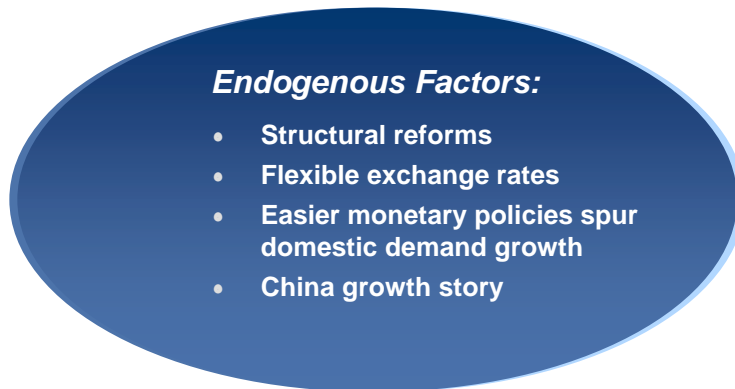 Endogenous Factors:
• Structural reforms
• Flexible exchange rates
• Easier monetary policies spur
domestic demand growth
• China growth story